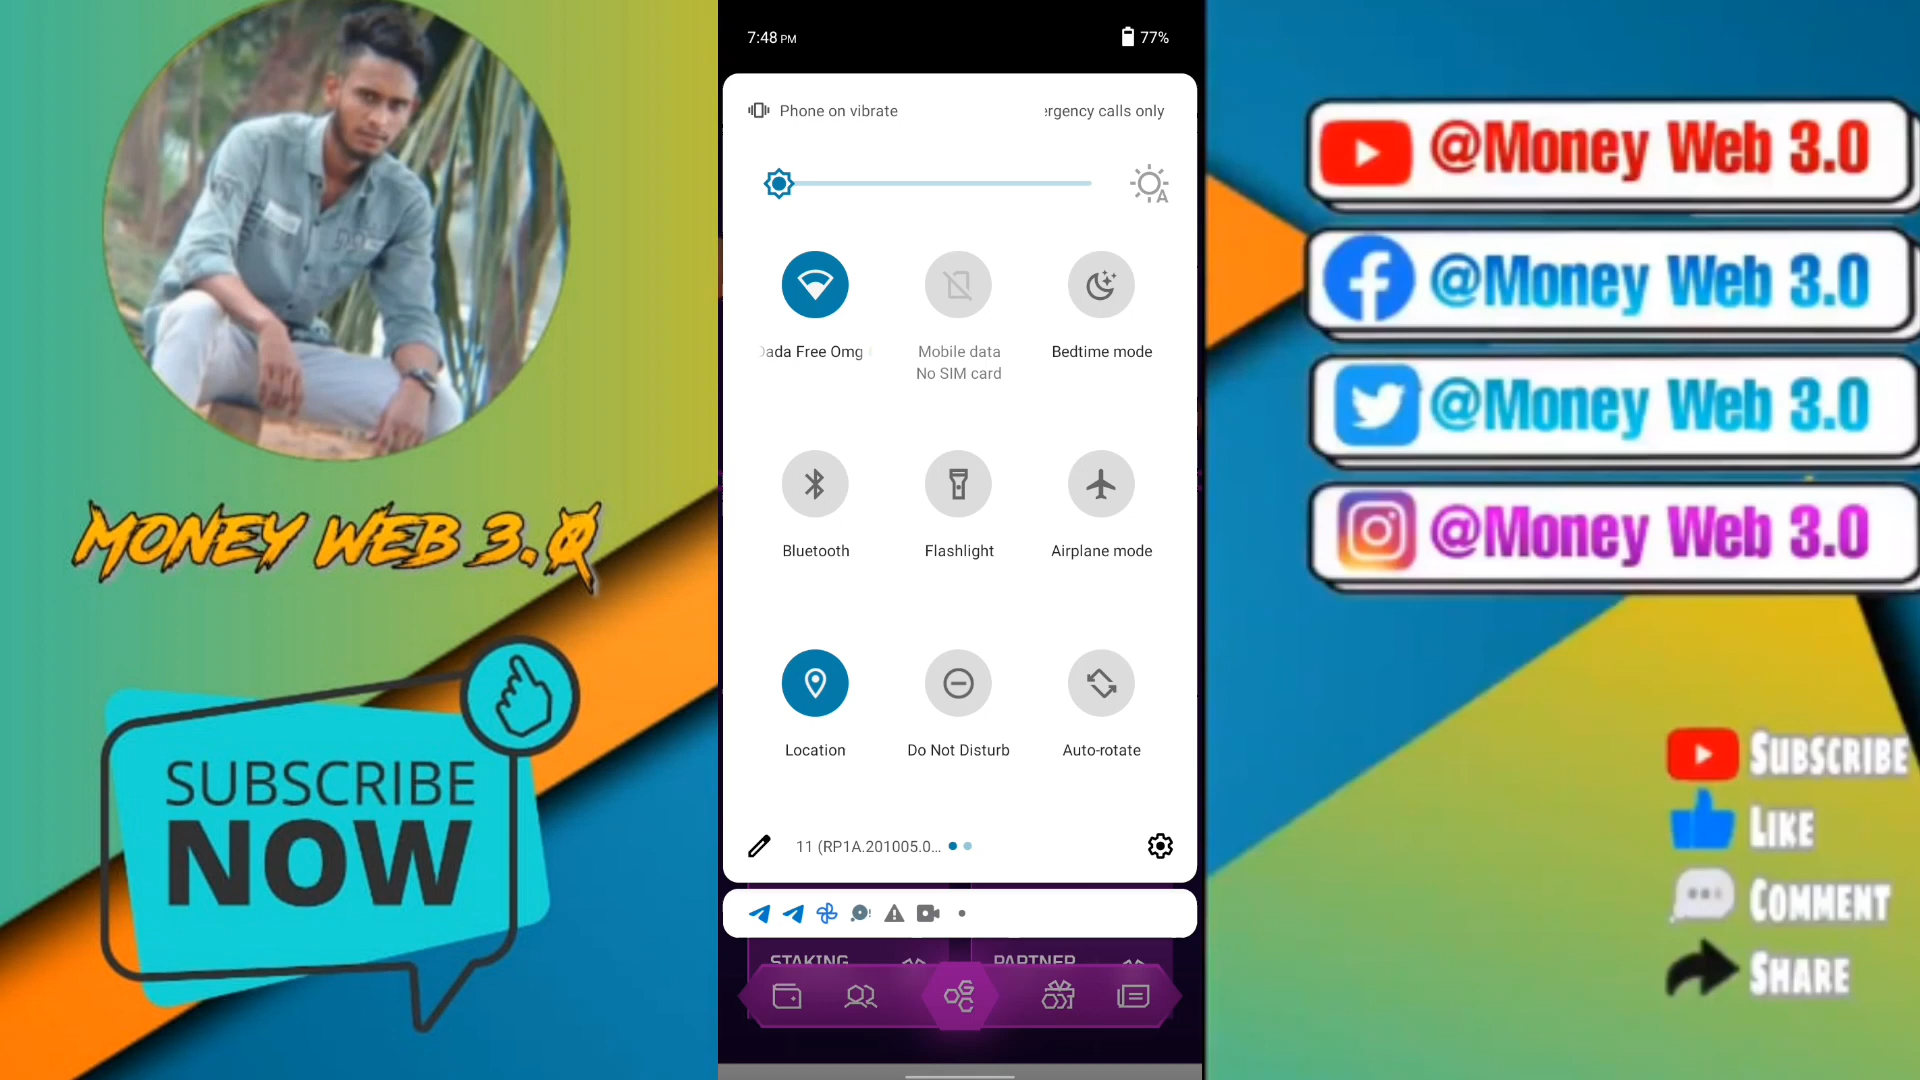 MONEY WEB 3.0
SUBSCRIBE
NOW
7:48 PM
77%
Phone on vibrate
ergency calls only
A
Dada Free Omg
Mobile data
No SIM card
Bedtime mode
Bluetooth
Flashlight
Airplane mode
Location
Do Not Disturb
Auto-rotate
11 (RP1A.201005.0...
STAKING
PARTNER
@Money Web 3.0
@Money Web 3.0
@Money Web 3.0
@Money Web 3.0
SUBSCRIBE
LIKE
COMMENT
SHARE